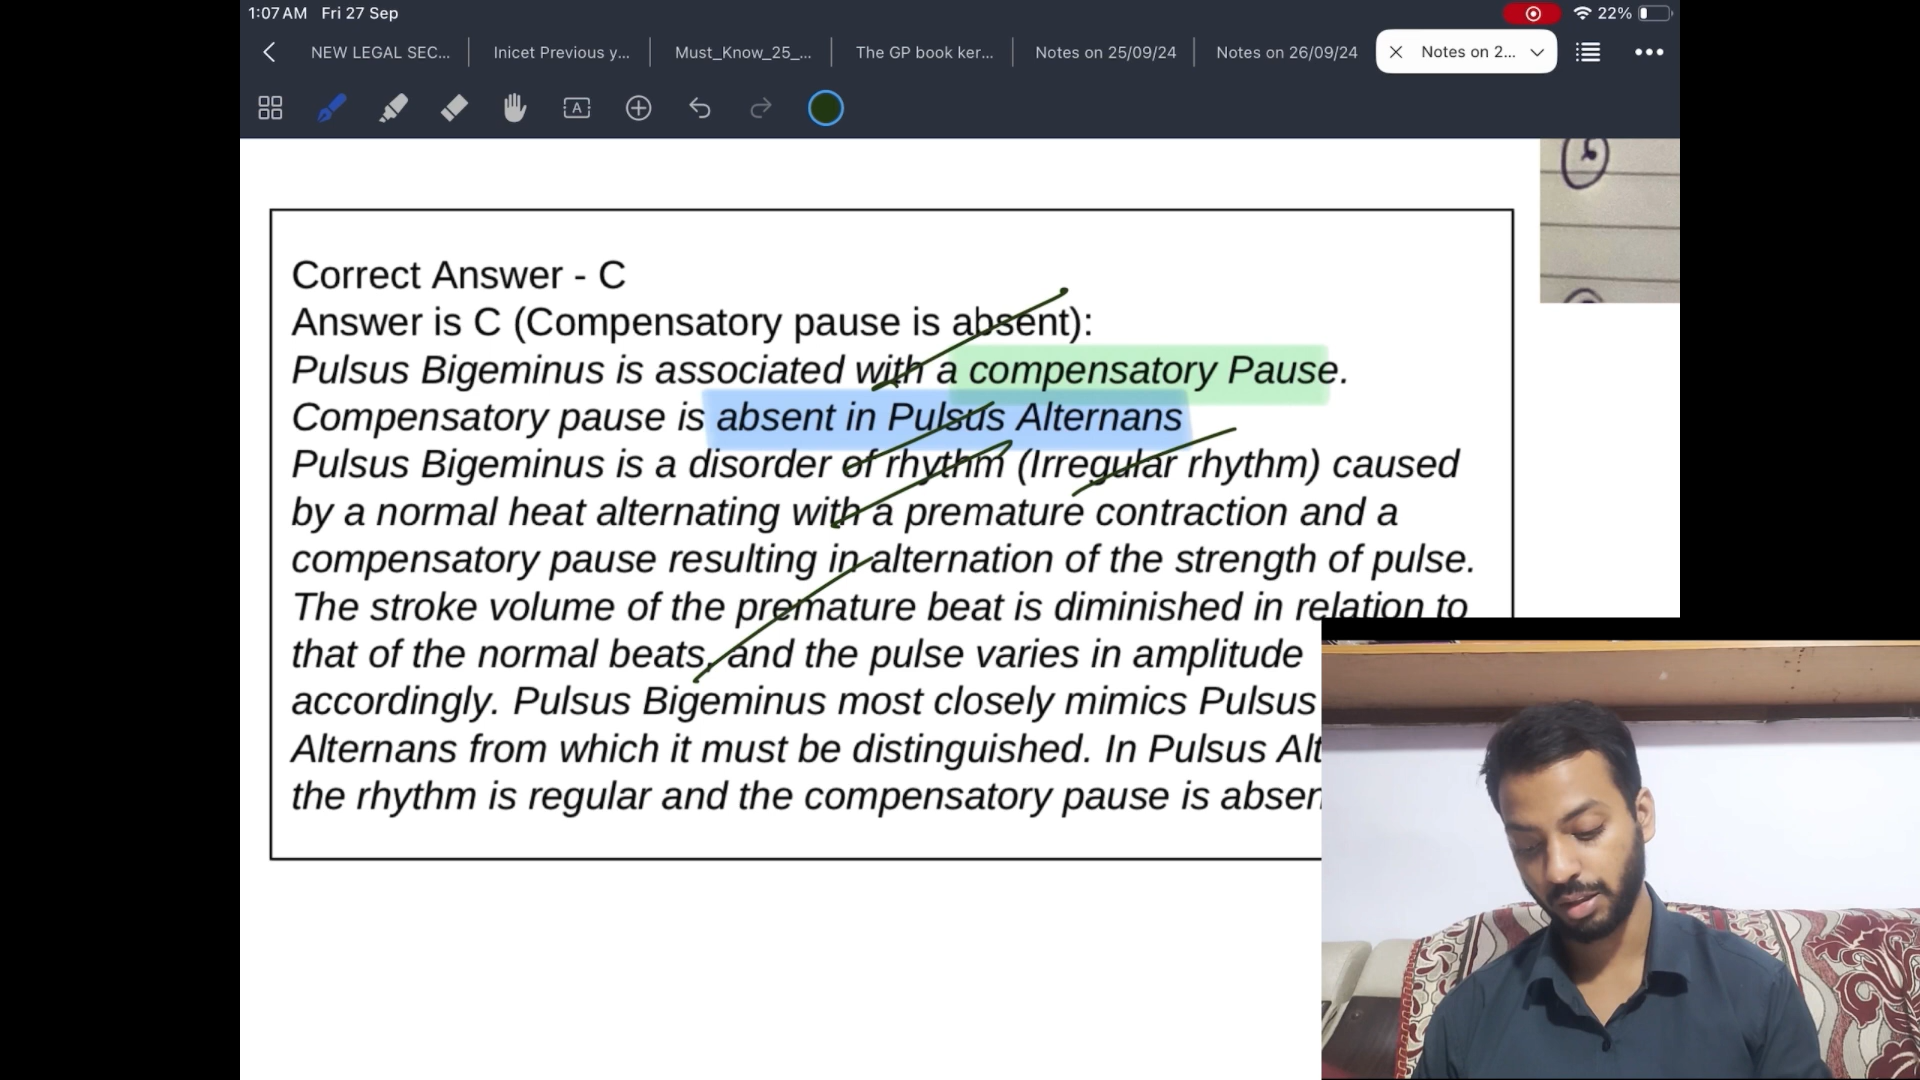 1:07 AM Fri 27 Sep
22%
NEW LEGAL SEC...
Inicet Previous y...
Must_Know_25_...
The GP book ker...
Notes on 25/09/24
Notes on 26/09/24
Notes on 2...
A
Correct Answer - C
Answer is C (Compensatory pause is absent):
Pulsus Bigeminus is associated with a compensatory Pause.
Compensatory pause is absent in Pulsus Alternans
Pulsus Bigeminus is a disorder of rhythm (Irregular rhythm) caused
by a normal heat alternating with a premature contraction and a
compensatory pause resulting in alternation of the strength of pulse.
The stroke volume of the premature beat is diminished in relation to
that of the normal beats, and the pulse varies in amplitude
accordingly. Pulsus Bigeminus most closely mimics Pulsus
Alternans from which it must be distinguished. In Pulsus Alt
the rhythm is regular and the compensatory pause is absen